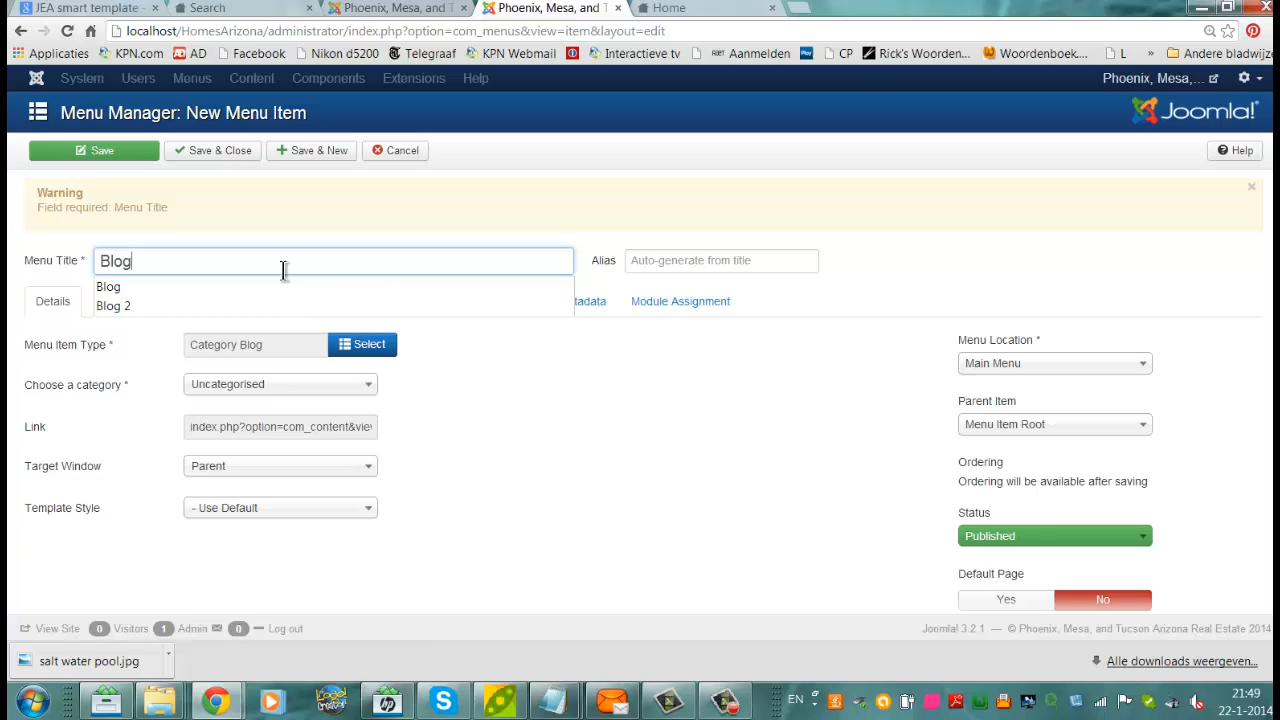 JEA smart template - Search Phoenix, Mesa, and T Phoenix, Mesa, and T Home
localhost/HomesArizona/administrator/index.php?option=com_menus&view=item&layout=edit
Applicaties KPN.com AD Facebook Nikon d5200 Telegraaf KPN Webmail Interactieve tv Aanmelden CP Rick's Woorden... Woordenboek... L » Andere bladwijz
System Users Menus Content Components Extensions Help Phoenix, Mesa,...
Menu Manager: New Menu Item Joomla!
Save Save & Close Save & New Cancel Help
Warning
Field required: Menu Title
Menu Title * Blog Alias Auto-generate from title
Blog
Details Blog 2 tadata Module Assignment
Menu Item Type * Category Blog Select Menu Location *
Main Menu
Choose a category * Uncategorised
Parent Item
Link index.php?option=com_content&vie Menu Item Root
Target Window Parent Ordering
Ordering will be available after saving
Template Style - Use Default Status
Published
Default Page
Yes No
View Site 0 Visitors 1 Admin 0 Log out Joomla! 3.2.1 — © Phoenix, Mesa, and Tucson Arizona Real Estate 2014
salt water pool.jpg Alle downloads weergeven...
EN 21:49
22-1-2014